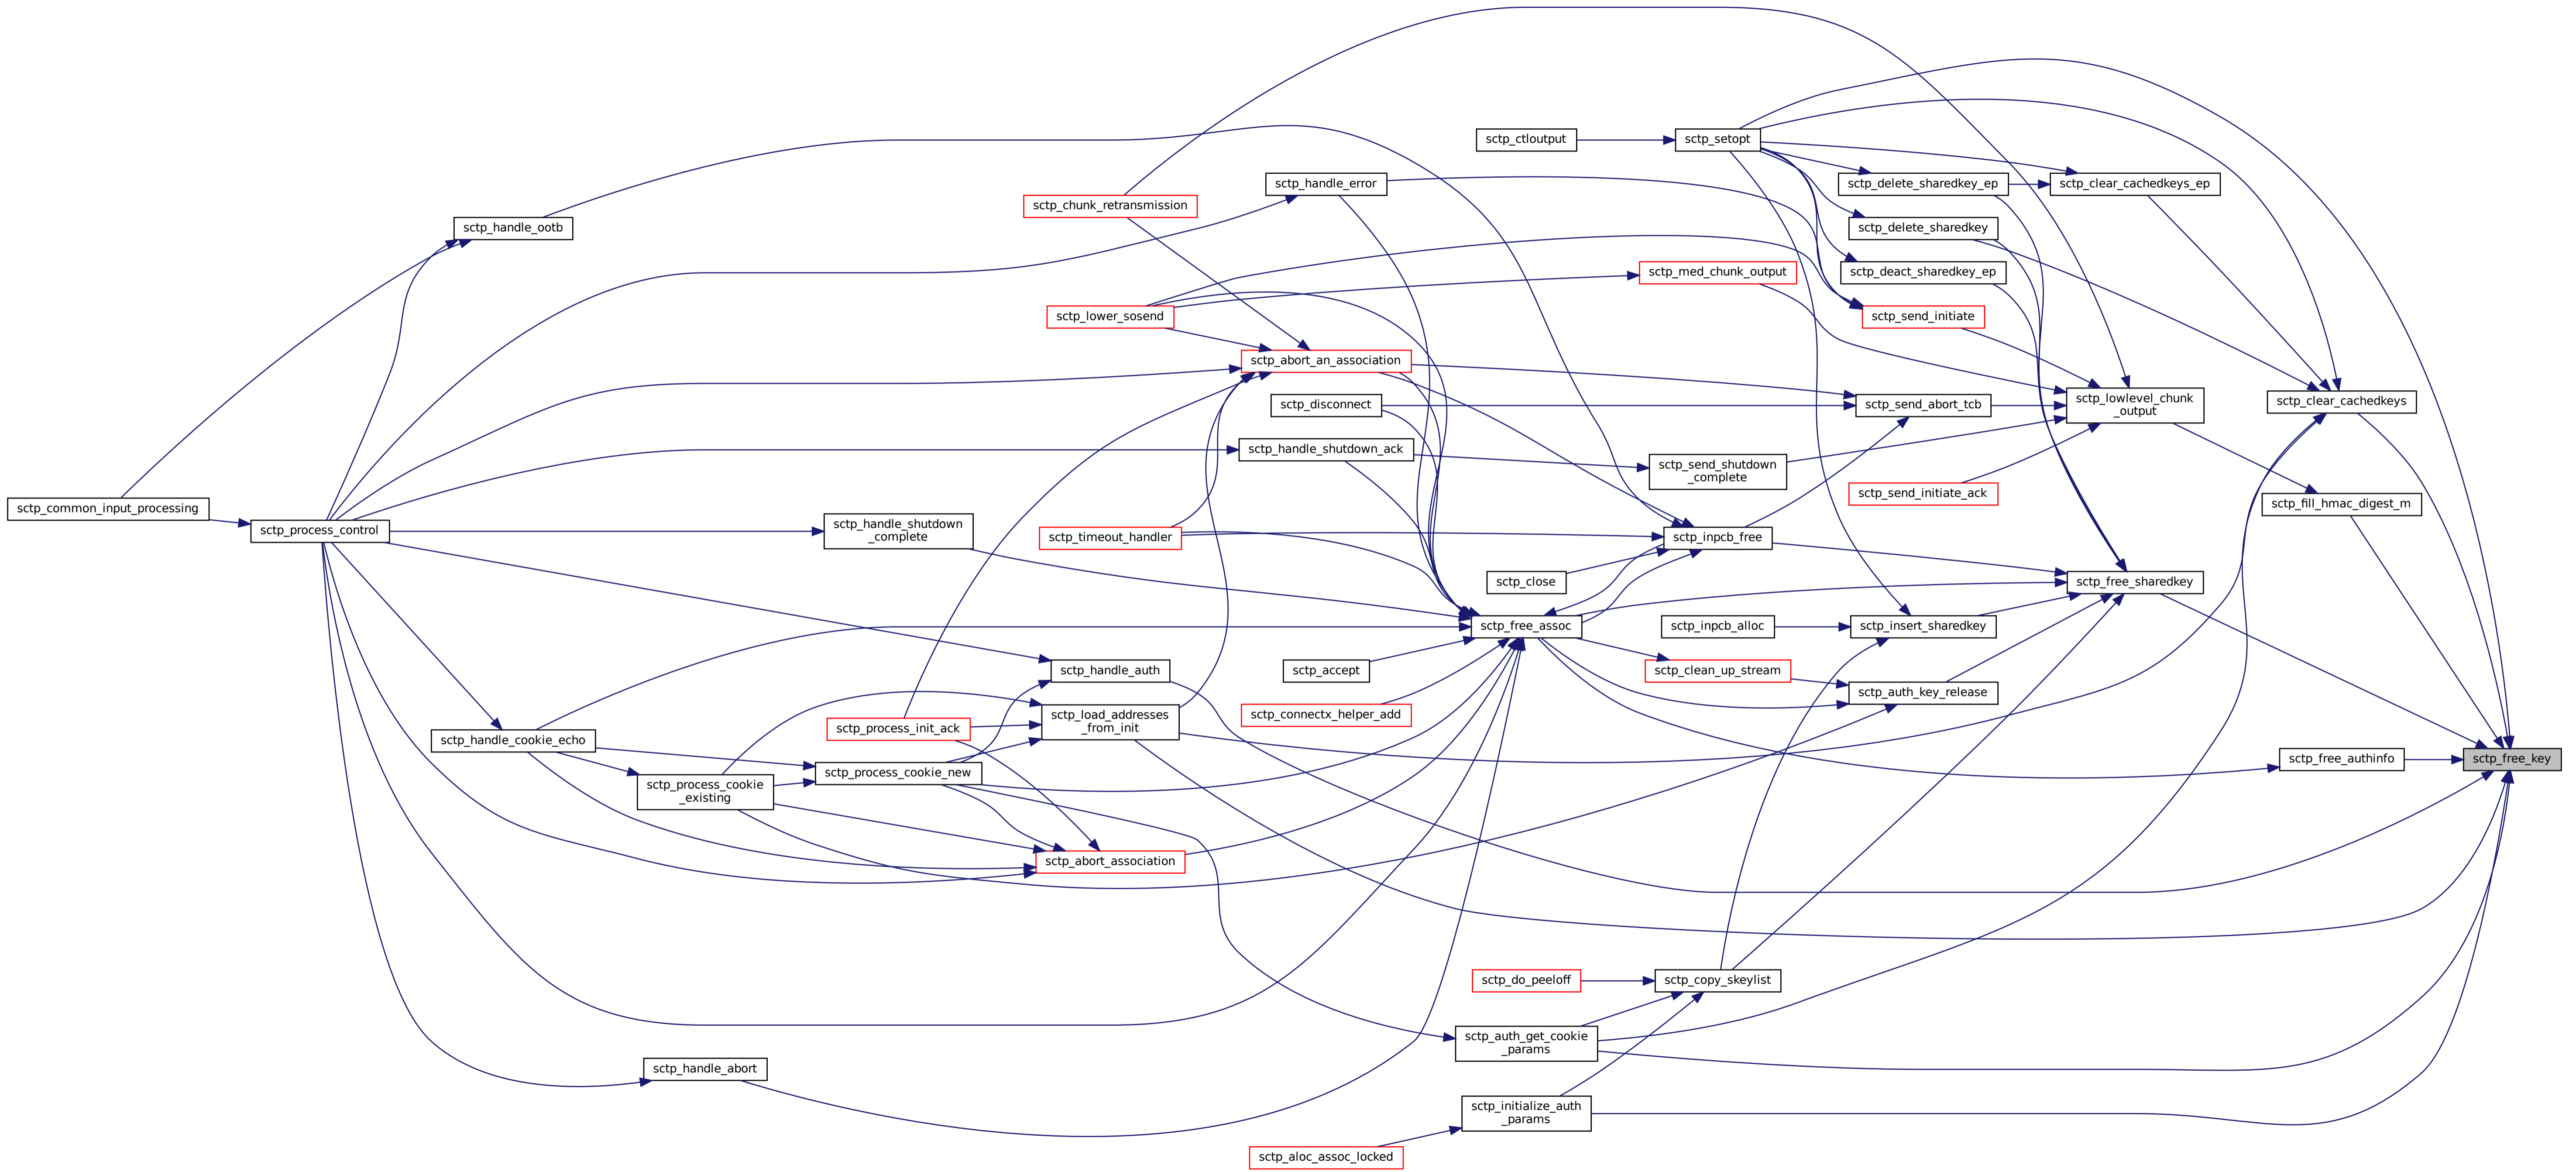 sctp_common_input_processing
sctp_process_control
sctp_handle_ootb
sctp_handle_cookie_echo
sctp_handle_abort
sctp_process_cookie
_existing
sctp_handle_shutdown
_complete
sctp_process_init_ack
sctp_process_cookie_new
sctp_chunk_retransmission
sctp_lower_sosend
sctp_timeout_handler
sctp_handle_auth
sctp_load_addresses
_from_init
sctp_abort_association
sctp_handle_error
sctp_abort_an_association
sctp_disconnect
sctp_handle_shutdown_ack
sctp_accept
sctp_connectx_helper_add
sctp_aloc_assoc_locked
sctp_ctloutput
sctp_close
sctp_free_assoc
sctp_do_peeloff
sctp_auth_get_cookie
_params
sctp_initialize_auth
_params
sctp_setopt
sctp_med_chunk_output
sctp_send_shutdown
_complete
sctp_inpcb_free
sctp_inpcb_alloc
sctp_clean_up_stream
sctp_copy_skeylist
sctp_delete_sharedkey_ep
sctp_delete_sharedkey
sctp_deact_sharedkey_ep
sctp_send_initiate
sctp_send_abort_tcb
sctp_send_initiate_ack
sctp_insert_sharedkey
sctp_auth_key_release
sctp_clear_cachedkeys_ep
sctp_lowlevel_chunk
_output
sctp_free_sharedkey
sctp_clear_cachedkeys
sctp_fill_hmac_digest_m
sctp_free_authinfo
sctp_free_key